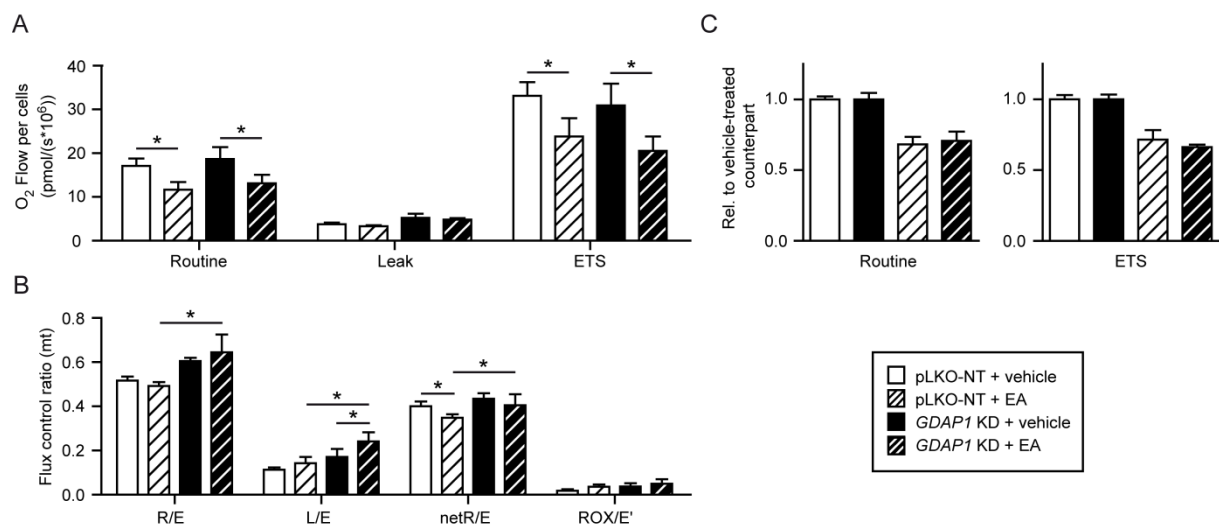 A
O2 Flow per cells
(pmol/(s*10⁶))
40
30
20
10
0
*
*
*
*
Routine
Leak
ETS
B
Flux control ratio (mt)
0.8
0.6
0.4
0.2
0.0
*
*
*
*
*
R/E
L/E
netR/E
ROX/E'
C
Rel. to vehicle-treated
counterpart
1.0
0.5
0.0
Routine
1.0
0.5
0.0
ETS
pLKO-NT + vehicle
pLKO-NT + EA
GDAP1 KD + vehicle
GDAP1 KD + EA